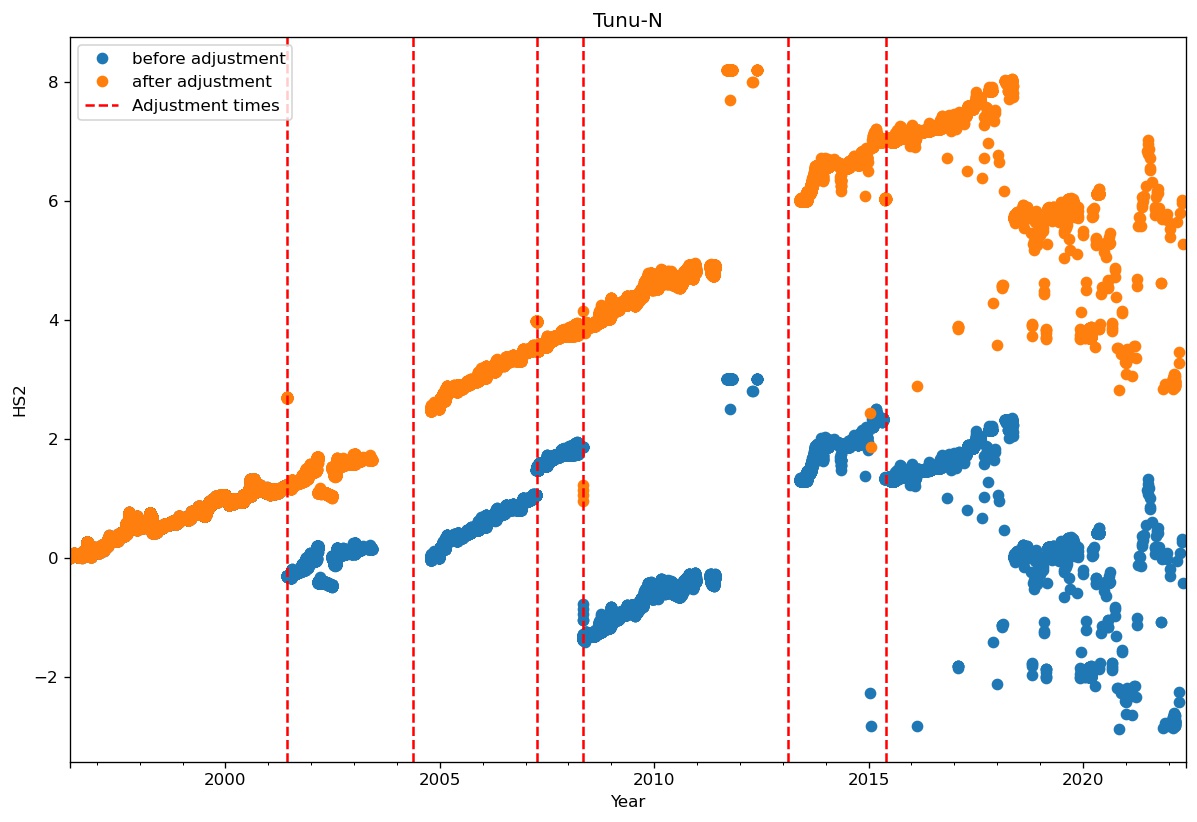 Tunu-N
before adjustment
after adjustment
Adjustment times
8
6
4
2
0
−2
HS2
2000
2005
2010
2015
2020
Year